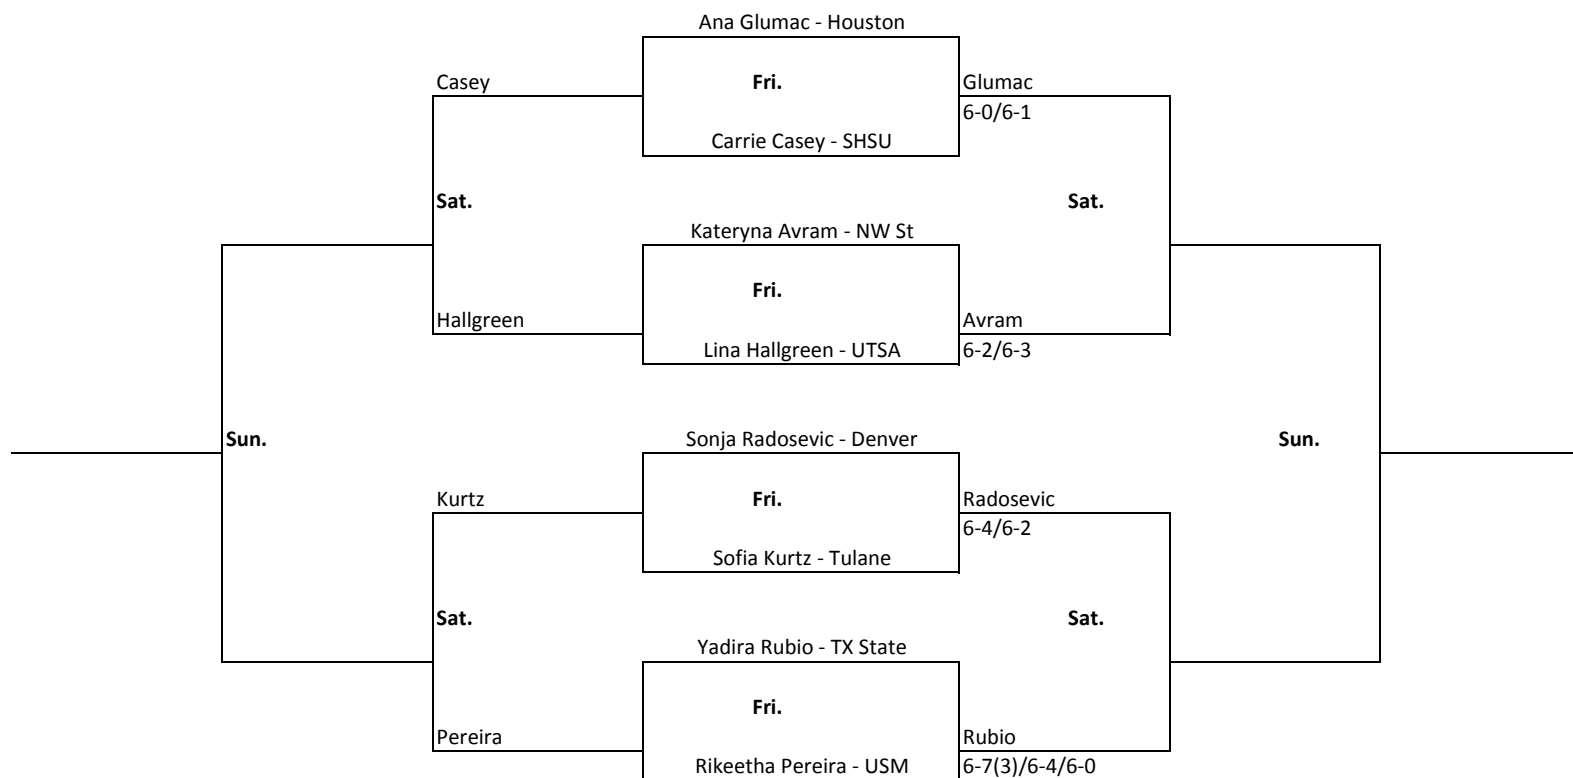 Ana Glumac - Houston
Casey
Fri.
Glumac
6-0/6-1
Carrie Casey - SHSU
Sat.
Sat.
Kateryna Avram - NW St
Fri.
Hallgreen
Avram
Lina Hallgreen - UTSA
6-2/6-3
Sun.
Sonja Radosevic - Denver
Sun.
Kurtz
Fri.
Radosevic
6-4/6-2
Sofia Kurtz - Tulane
Sat.
Sat.
Yadira Rubio - TX State
Fri.
Pereira
Rubio
Rikeetha Pereira - USM
6-7(3)/6-4/6-0